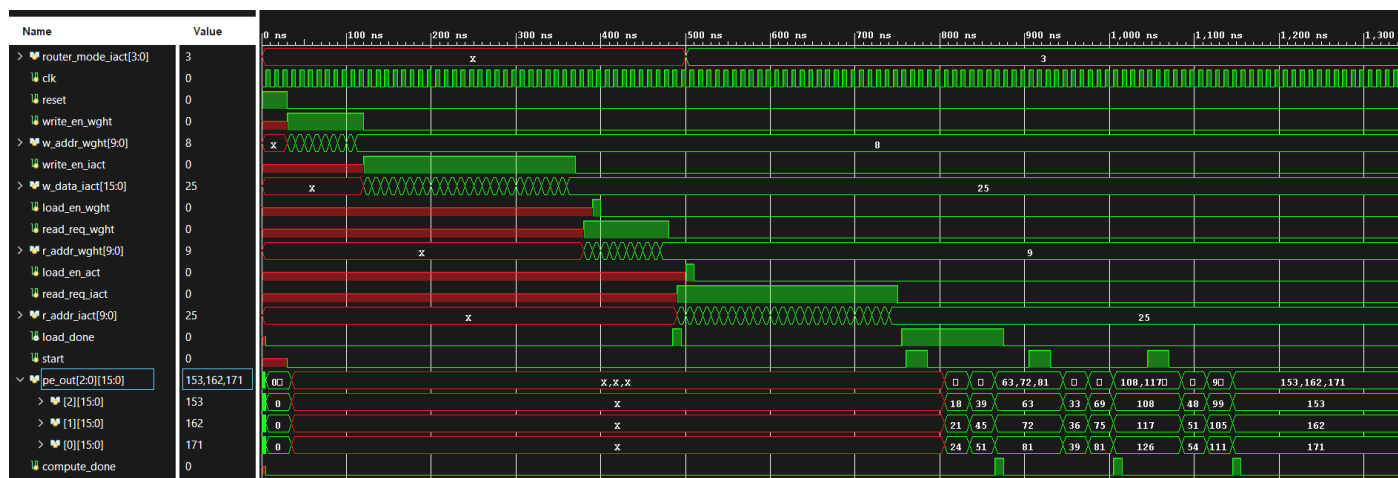 Name Value 0 ns 100 ns 200 ns 300 ns 400 ns 500 ns 600 ns 700 ns 800 ns 900 ns 1,000 ns 1,100 ns 1,200 ns 1,300
router_mode_iact[3:0] 3 X 3
clk 0
reset 0
write_en_wght 0
w_addr_wght[9:0] 8 X 8
write_en_iact 0
w_data_iact[15:0] 25 X 25
load_en_wght 0
read_req_wght 0
r_addr_wght[9:0] 9 X 9
load_en_act 0
read_req_iact 0
r_addr_iact[9:0] 25 X 25
load_done 0
start 0
pe_out[2:0][15:0] 153,162,171 0 X,X,X 63,72,81 108,117 9 153,162,171
[2][15:0] 153 0 X 18 39 63 33 69 108 48 99 153
[1][15:0] 162 0 X 21 45 72 36 75 117 51 105 162
[0][15:0] 171 0 X 24 51 81 39 81 126 54 111 171
compute_done 0